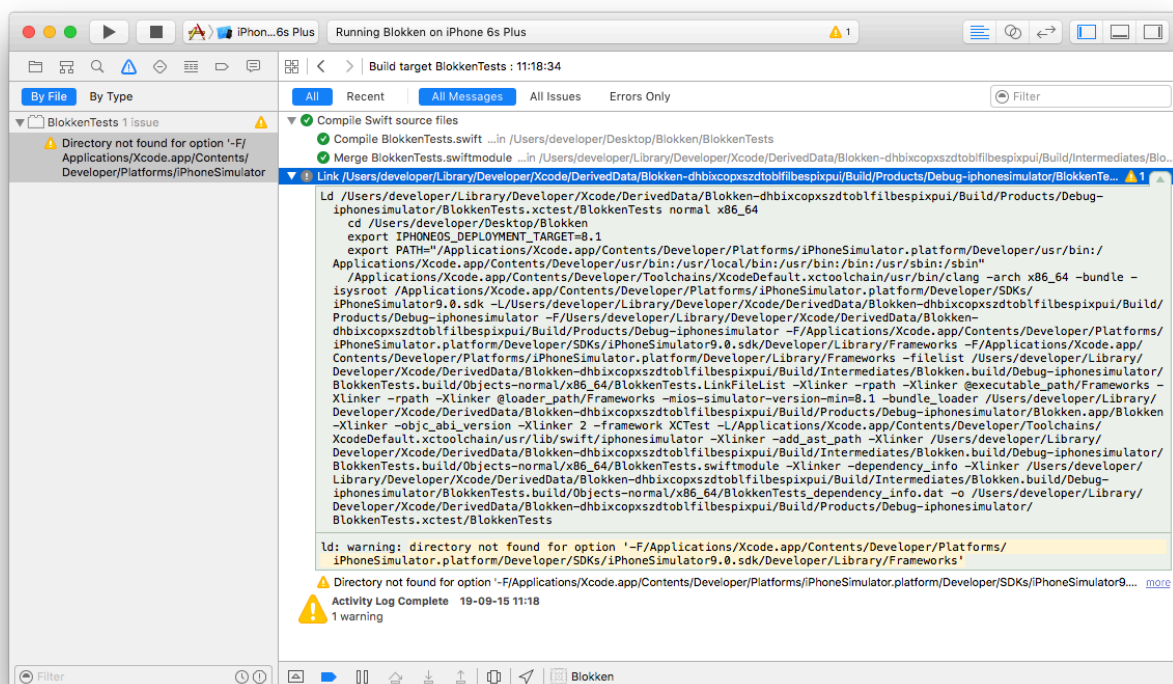 iPhon...6s Plus
Running Blokken on iPhone 6s Plus
1
Build target BlokkenTests : 11:18:34
By File
By Type
All
Recent
All Messages
All Issues
Errors Only
Filter
BlokkenTests 1 issue
Directory not found for option '-F/
Applications/Xcode.app/Contents/
Developer/Platforms/iPhoneSimulator
Compile Swift source files
Compile BlokkenTests.swift ...in /Users/developer/Desktop/Blokken/BlokkenTests
Merge BlokkenTests.swiftmodule ...in /Users/developer/Library/Developer/Xcode/DerivedData/Blokken-dhbixcopxszdtoblfilbespixpui/Build/Intermediates/Blo...
Link /Users/developer/Library/Developer/Xcode/DerivedData/Blokken-dhbixcopxszdtoblfilbespixpui/Build/Products/Debug-iphonesimulator/BlokkenTe... 1
Ld /Users/developer/Library/Developer/Xcode/DerivedData/Blokken-dhbixcopxszdtoblfilbespixpui/Build/Products/Debug-
iphonesimulator/BlokkenTests.xctest/BlokkenTests normal x86_64
cd /Users/developer/Desktop/Blokken
export IPHONEOS_DEPLOYMENT_TARGET=8.1
export PATH="/Applications/Xcode.app/Contents/Developer/Platforms/iPhoneSimulator.platform/Developer/usr/bin:/
Applications/Xcode.app/Contents/Developer/usr/bin:/usr/local/bin:/usr/bin:/bin:/usr/sbin:/sbin"
/Applications/Xcode.app/Contents/Developer/Toolchains/XcodeDefault.xctoolchain/usr/bin/clang -arch x86_64 -bundle -
isysroot /Applications/Xcode.app/Contents/Developer/Platforms/iPhoneSimulator.platform/Developer/SDKs/
iPhoneSimulator9.0.sdk -L/Users/developer/Library/Developer/Xcode/DerivedData/Blokken-dhbixcopxszdtoblfilbespixpui/Build/
Products/Debug-iphonesimulator -F/Users/developer/Library/Developer/Xcode/DerivedData/Blokken-
dhbixcopxszdtoblfilbespixpui/Build/Products/Debug-iphonesimulator -F/Applications/Xcode.app/Contents/Developer/Platforms/
iPhoneSimulator.platform/Developer/SDKs/iPhoneSimulator9.0.sdk/Developer/Library/Frameworks -F/Applications/Xcode.app/
Contents/Developer/Platforms/iPhoneSimulator.platform/Developer/Library/Frameworks -filelist /Users/developer/Library/
Developer/Xcode/DerivedData/Blokken-dhbixcopxszdtoblfilbespixpui/Build/Intermediates/Blokken.build/Debug-iphonesimulator/
BlokkenTests.build/Objects-normal/x86_64/BlokkenTests.LinkFileList -Xlinker -rpath -Xlinker @executable_path/Frameworks -
Xlinker -rpath -Xlinker @loader_path/Frameworks -mios-simulator-version-min=8.1 -bundle_loader /Users/developer/Library/
Developer/Xcode/DerivedData/Blokken-dhbixcopxszdtoblfilbespixpui/Build/Products/Debug-iphonesimulator/Blokken.app/Blokken
-Xlinker -objc_abi_version -Xlinker 2 -framework XCTest -L/Applications/Xcode.app/Contents/Developer/Toolchains/
XcodeDefault.xctoolchain/usr/lib/swift/iphonesimulator -Xlinker -add_ast_path -Xlinker /Users/developer/Library/
Developer/Xcode/DerivedData/Blokken-dhbixcopxszdtoblfilbespixpui/Build/Intermediates/Blokken.build/Debug-iphonesimulator/
BlokkenTests.build/Objects-normal/x86_64/BlokkenTests.swiftmodule -Xlinker -dependency_info -Xlinker /Users/developer/
Library/Developer/Xcode/DerivedData/Blokken-dhbixcopxszdtoblfilbespixpui/Build/Intermediates/Blokken.build/Debug-
iphonesimulator/BlokkenTests.build/Objects-normal/x86_64/BlokkenTests_dependency_info.dat -o /Users/developer/Library/
Developer/Xcode/DerivedData/Blokken-dhbixcopxszdtoblfilbespixpui/Build/Products/Debug-iphonesimulator/
BlokkenTests.xctest/BlokkenTests
ld: warning: directory not found for option '-F/Applications/Xcode.app/Contents/Developer/Platforms/
iPhoneSimulator.platform/Developer/SDKs/iPhoneSimulator9.0.sdk/Developer/Library/Frameworks'
Directory not found for option '-F/Applications/Xcode.app/Contents/Developer/Platforms/iPhoneSimulator.platform/Developer/SDKs/iPhoneSimulator9.... more
Activity Log Complete 19-09-15 11:18
1 warning
Filter
Blokken